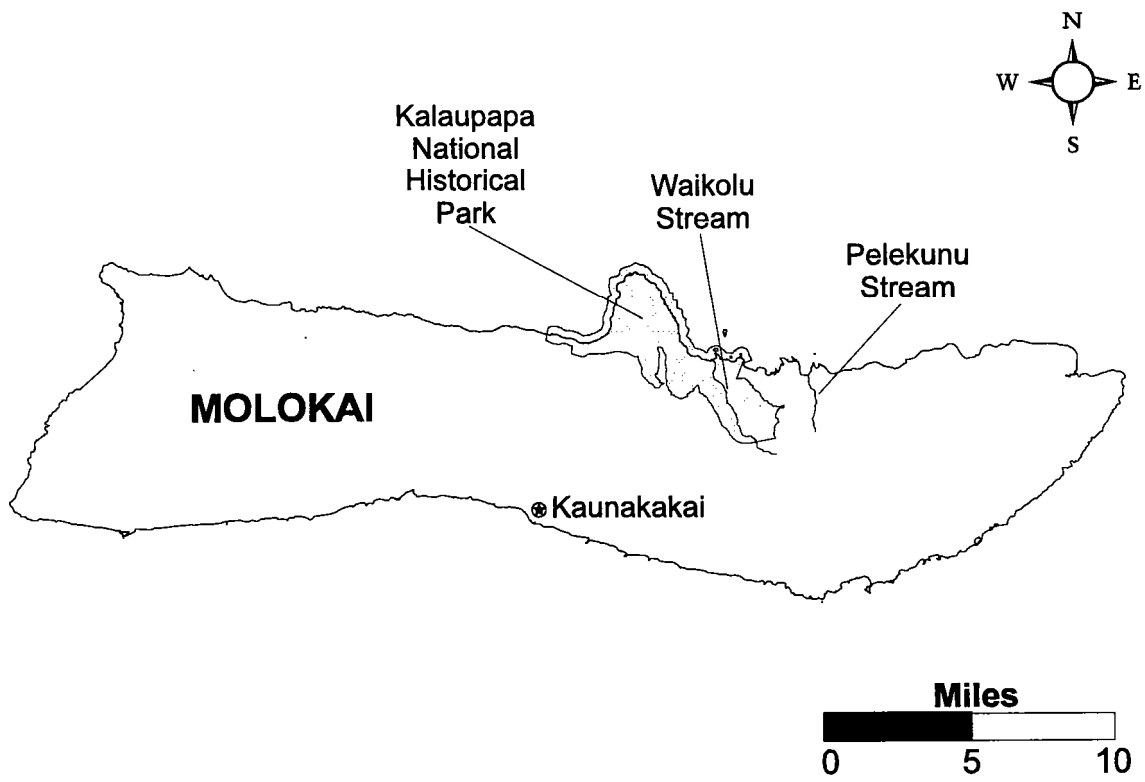 N
W E
S
Kalaupapa
National
Historical
Park
Waikolu
Stream
Pelekunu
Stream
MOLOKAI
Kaunakakai
Miles
0 5 10